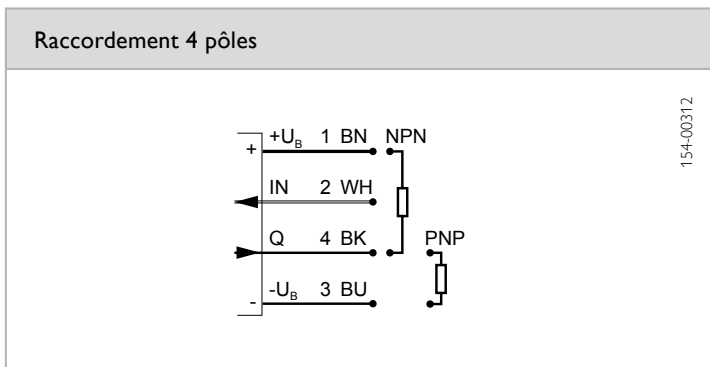 Raccordement 4 pôles
154-00312
+ +U_B 1 BN NPN
IN 2 WH
Q 4 BK PNP
- -U_B 3 BU